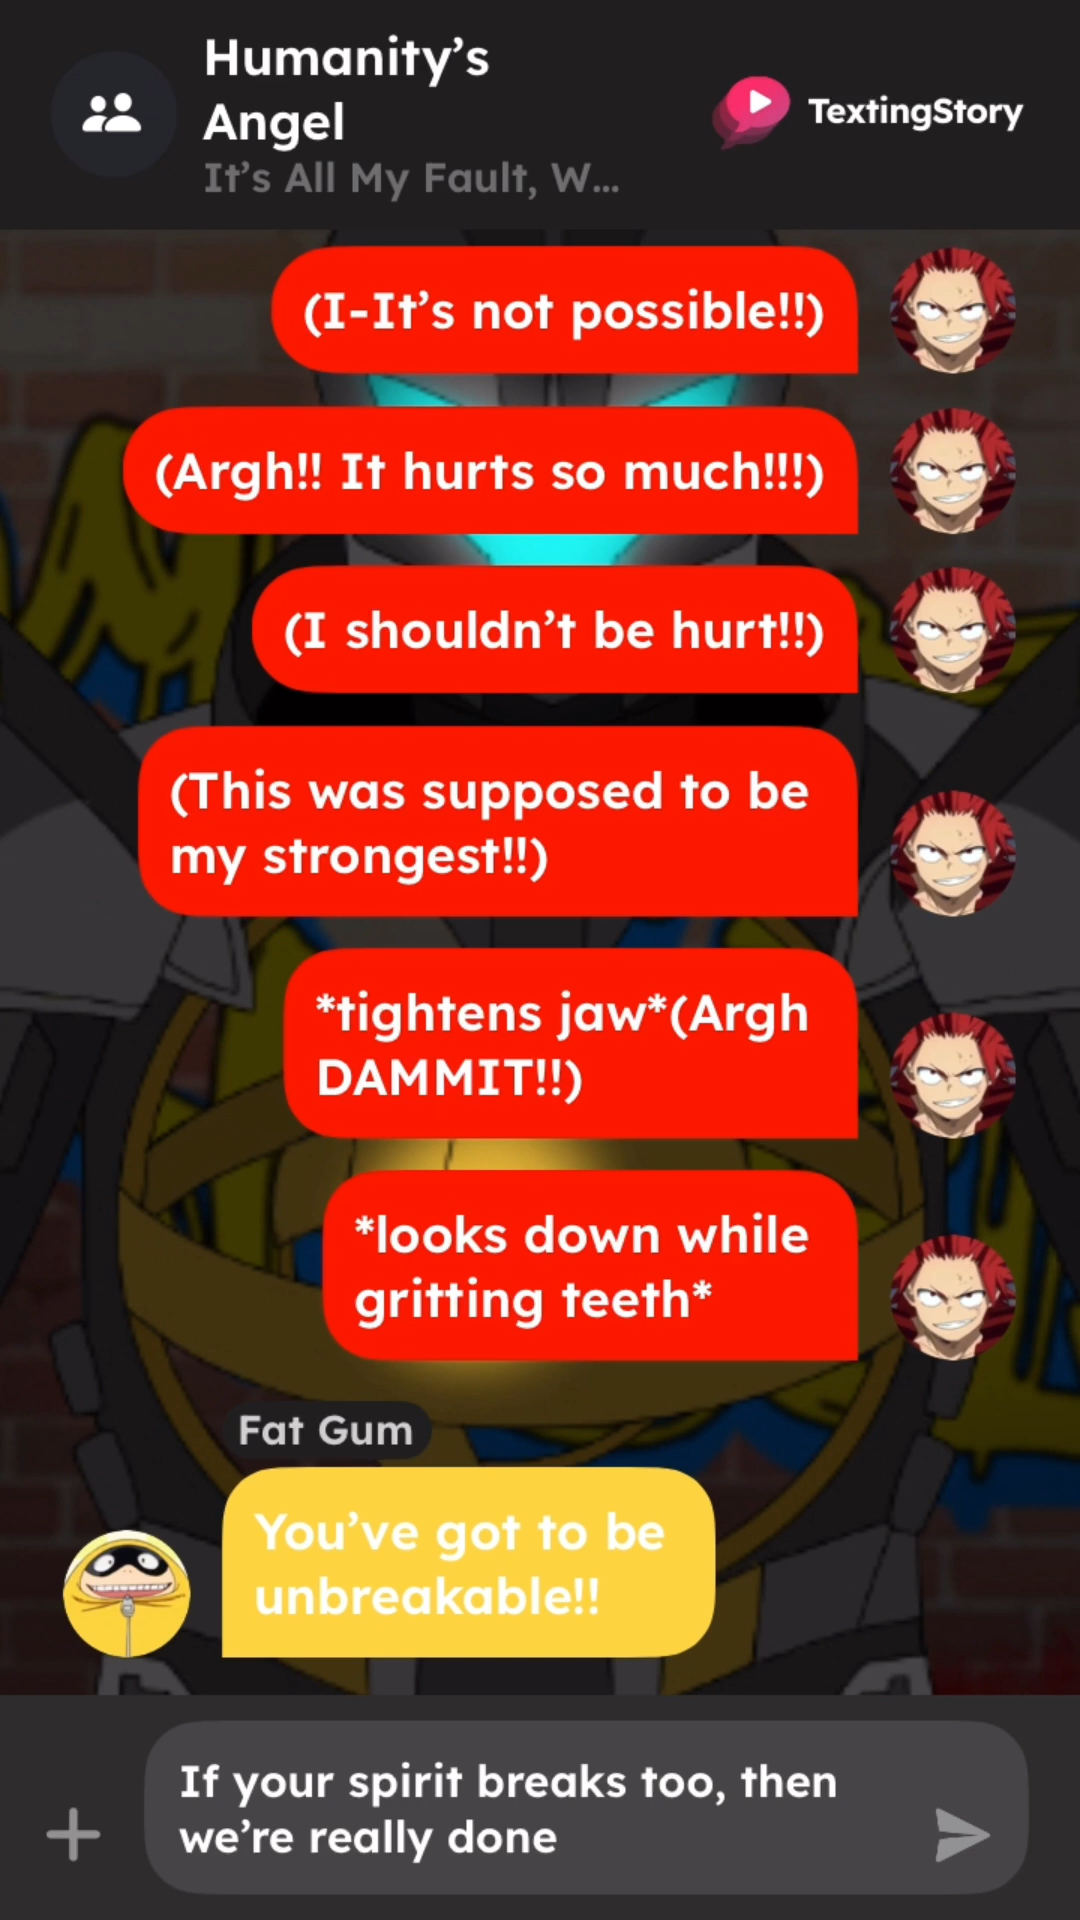 Humanity’s
Angel
It’s All My Fault, W...
TextingStory
(I-It’s not possible!!)
(Argh!! It hurts so much!!!)
(I shouldn’t be hurt!!)
(This was supposed to be
my strongest!!)
*tightens jaw*(Argh
DAMMIT!!)
*looks down while
gritting teeth*
Fat Gum
You’ve got to be
unbreakable!!
If your spirit breaks too, then
we’re really done